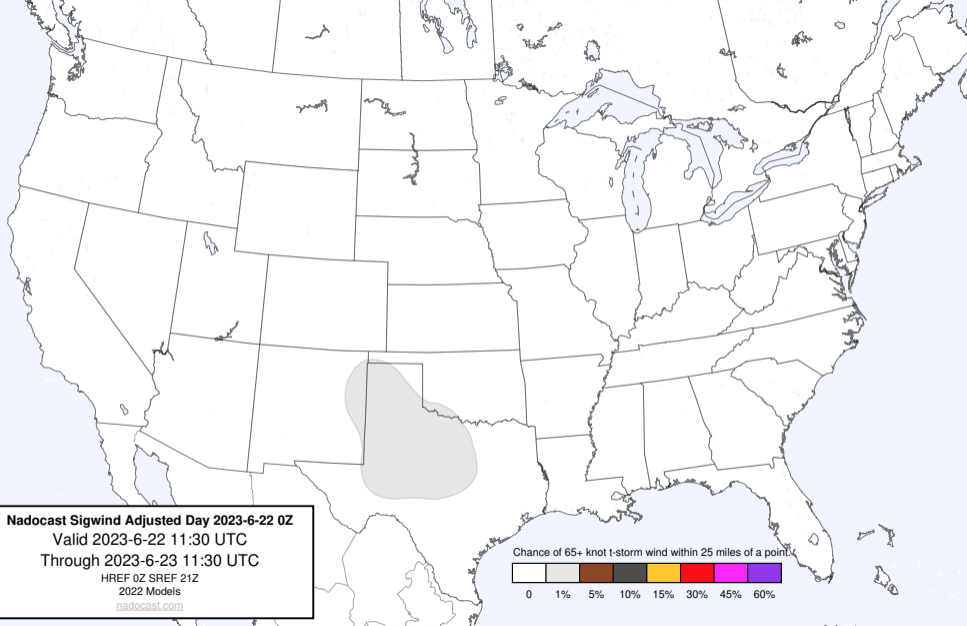 Nadocast Sigwind Adjusted Day 2023-6-22 0Z
Valid 2023-6-22 11:30 UTC
Through 2023-6-23 11:30 UTC
HREF 0Z SREF 21Z
2022 Models
nadocast.com
Chance of 65+ knot t-storm wind within 25 miles of a point.
0 1% 5% 10% 15% 30% 45% 60%